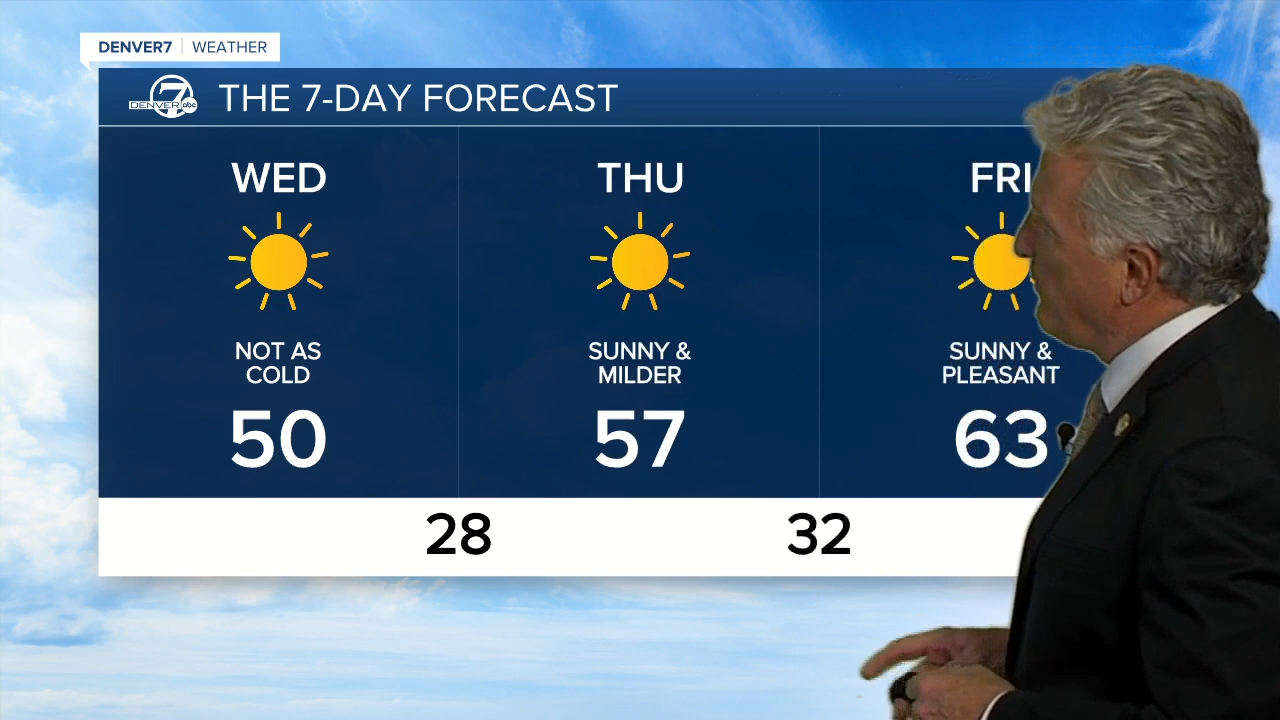 DENVER7 | WEATHER
7
DENVER abc
THE 7-DAY FORECAST
WED
THU
FRI
NOT AS
COLD
SUNNY &
MILDER
SUNNY &
PLEASANT
50
57
63
28
32